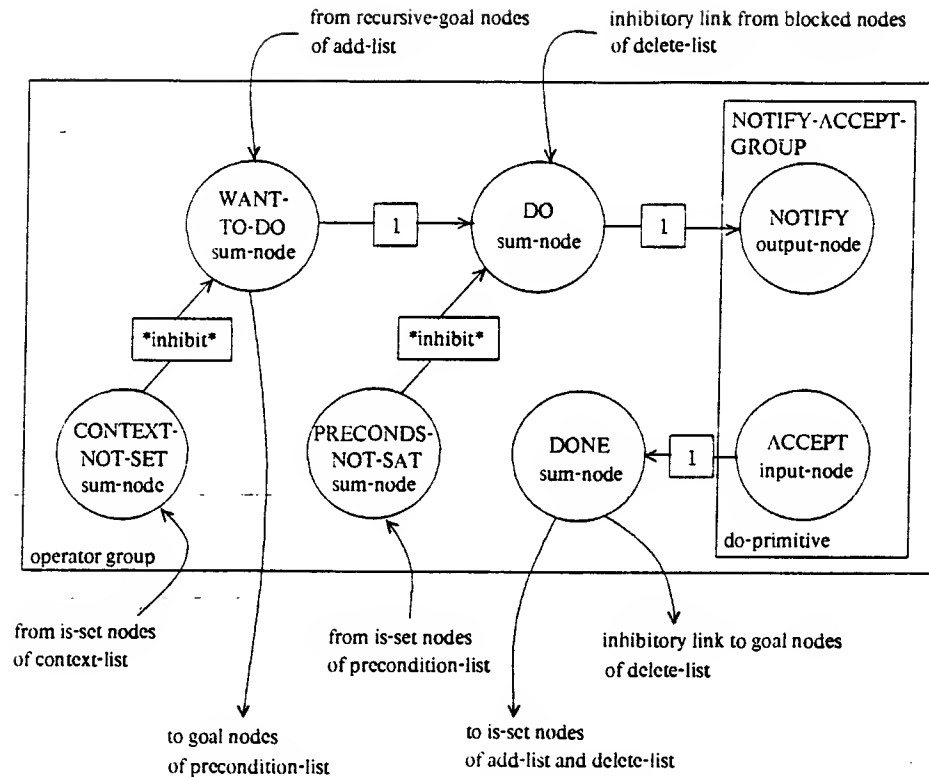 from recursive-goal nodes
of add-list
inhibitory link from blocked nodes
of delete-list
NOTIFY-ACCEPT-
GROUP
WANT-
TO-DO
sum-node
1
DO
sum-node
1
NOTIFY
output-node
*inhibit*
*inhibit*
CONTEXT-
NOT-SET
sum-node
PRECONDS-
NOT-SAT
sum-node
DONE
sum-node
1
ACCEPT
input-node
operator group
do-primitive
from is-set nodes
of context-list
from is-set nodes
of precondition-list
inhibitory link to goal nodes
of delete-list
to goal nodes
of precondition-list
to is-set nodes
of add-list and delete-list